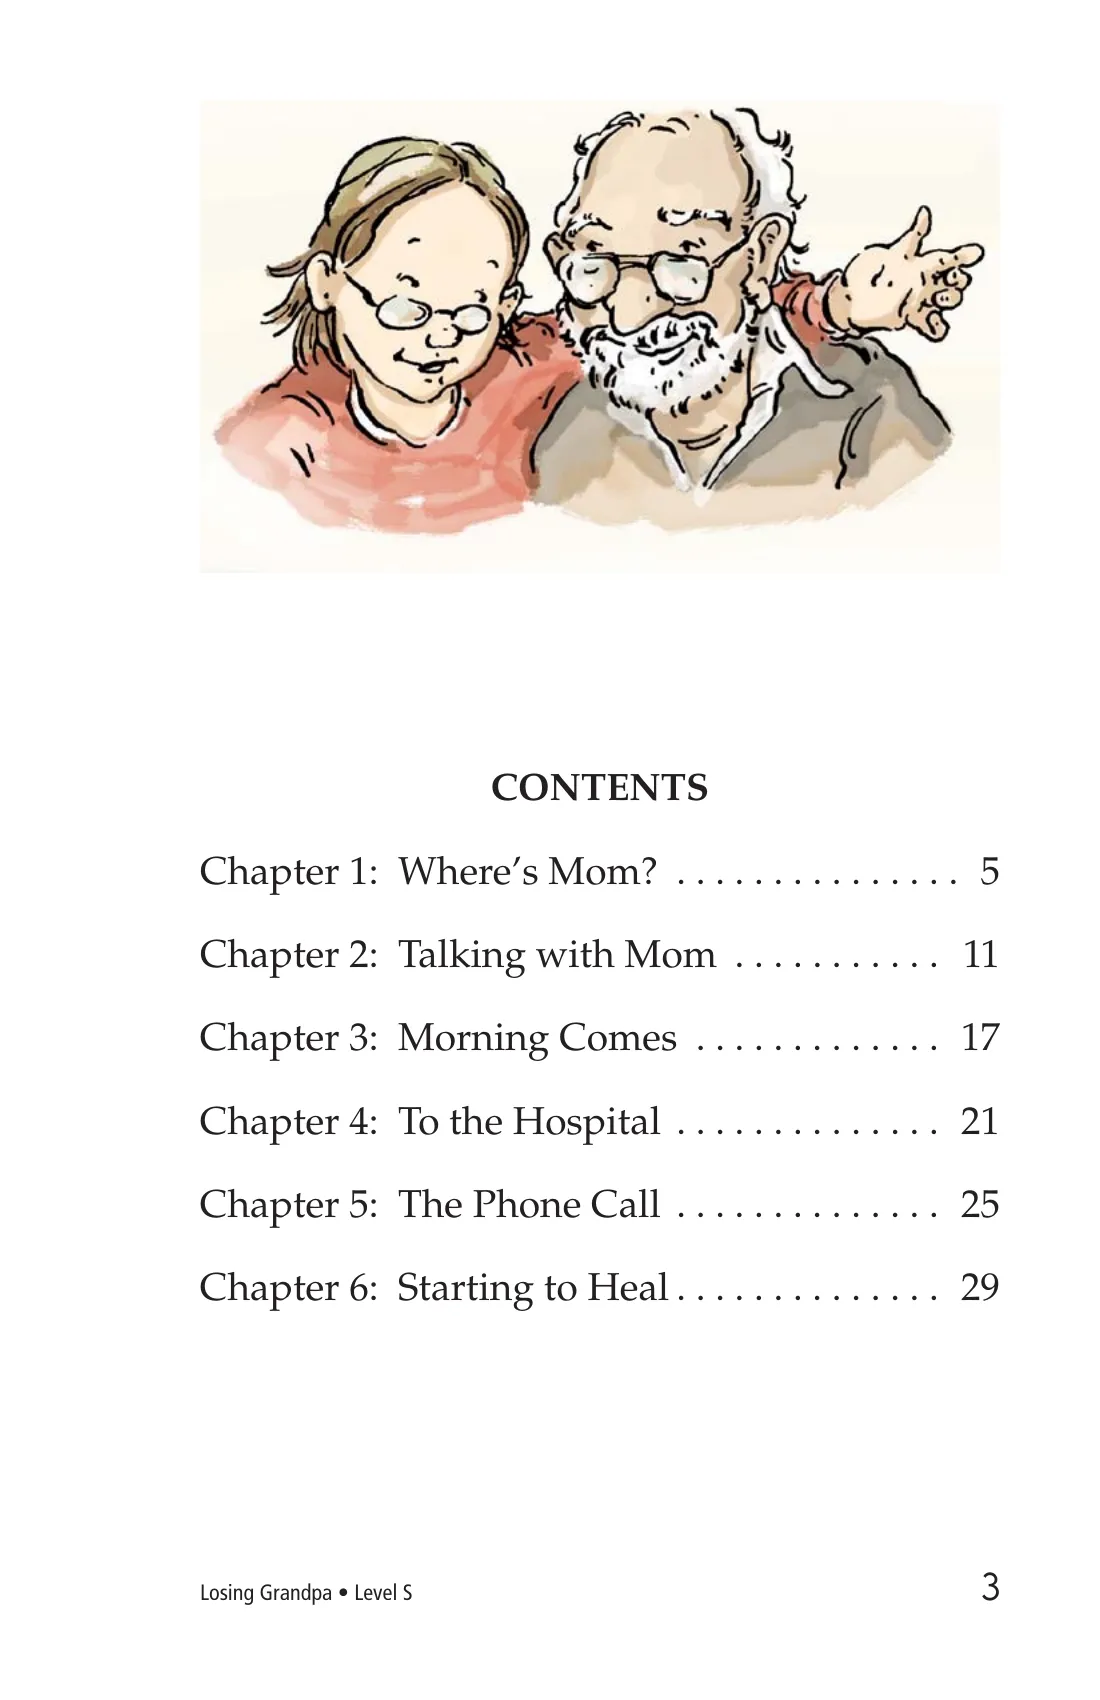 CONTENTS
Chapter 1: Where’s Mom? . . . . . . . . . . . . . . . 5
Chapter 2: Talking with Mom . . . . . . . . . . . 11
Chapter 3: Morning Comes . . . . . . . . . . . . . 17
Chapter 4: To the Hospital . . . . . . . . . . . . . . 21
Chapter 5: The Phone Call . . . . . . . . . . . . . . 25
Chapter 6: Starting to Heal . . . . . . . . . . . . . . 29
Losing Grandpa • Level S 3